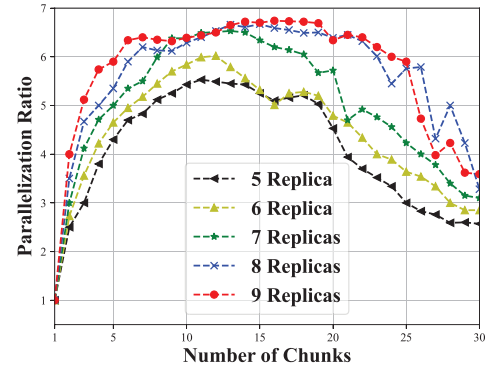 7
6
5
4
3
2
1
Parallelization Ratio
5 Replica
6 Replica
7 Replicas
8 Replicas
9 Replicas
1 5 10 15 20 25 30
Number of Chunks